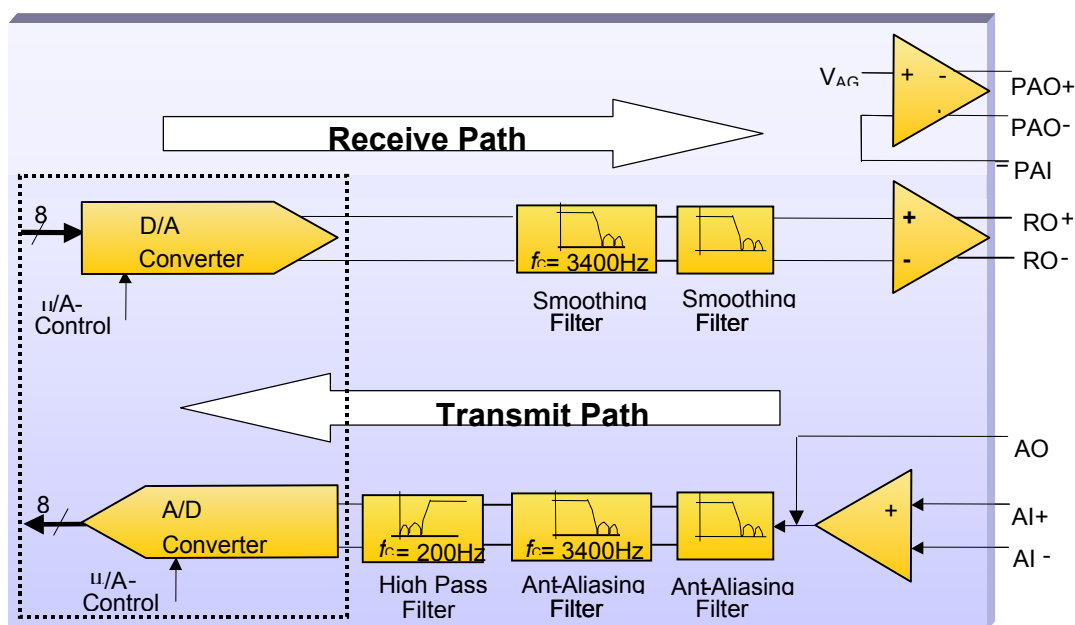 V AG
+ -
PAO+
PAO-
PAI
Receive Path
8
D/A
Converter
µ/A-
Control
fC= 3400Hz
Smoothing
Filter
Smoothing
Filter
+
-
RO+
RO-
Transmit Path
AO
8
A/D
Converter
µ/A-
Control
fC= 200Hz
High Pass
Filter
fC= 3400Hz
Ant-Aliasing
Filter
Ant-Aliasing
Filter
+
AI+
AI -